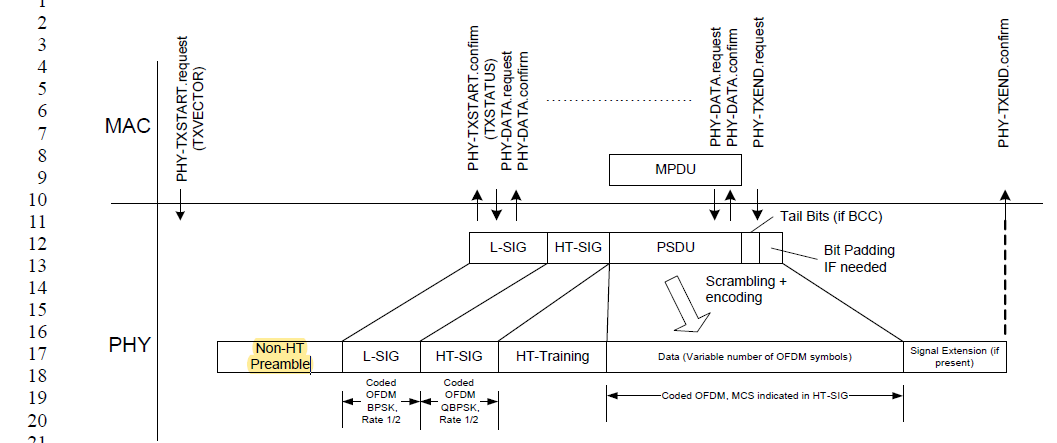 1
2
3
4
5
6
7
8
9
10
11
12
13
14
15
16
17
18
19
20
21
MAC
PHY
PHY-TXSTART.request
(TXVECTOR)
PHY-TXSTART.confirm
(TXSTATUS)
PHY-DATA.request
PHY-DATA.confirm
PHY-DATA.request
PHY-DATA.confirm
PHY-TXEND.request
PHY-TXEND.confirm
MPDU
Tail Bits (if BCC)
L-SIG
HT-SIG
PSDU
Bit Padding
IF needed
Scrambling +
encoding
Non-HT
Preamble
L-SIG
HT-SIG
HT-Training
Data (Variable number of OFDM symbols)
Signal Extension (if
present)
Coded
OFDM
BPSK,
Rate 1/2
Coded
OFDM
QBPSK,
Rate 1/2
Coded OFDM, MCS indicated in HT-SIG